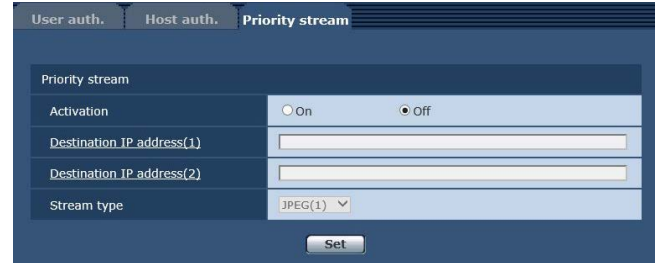 User auth. Host auth. Priority stream
Priority stream
Activation On Off
Destination IP address(1)
Destination IP address(2)
Stream type JPEG(1)
Set